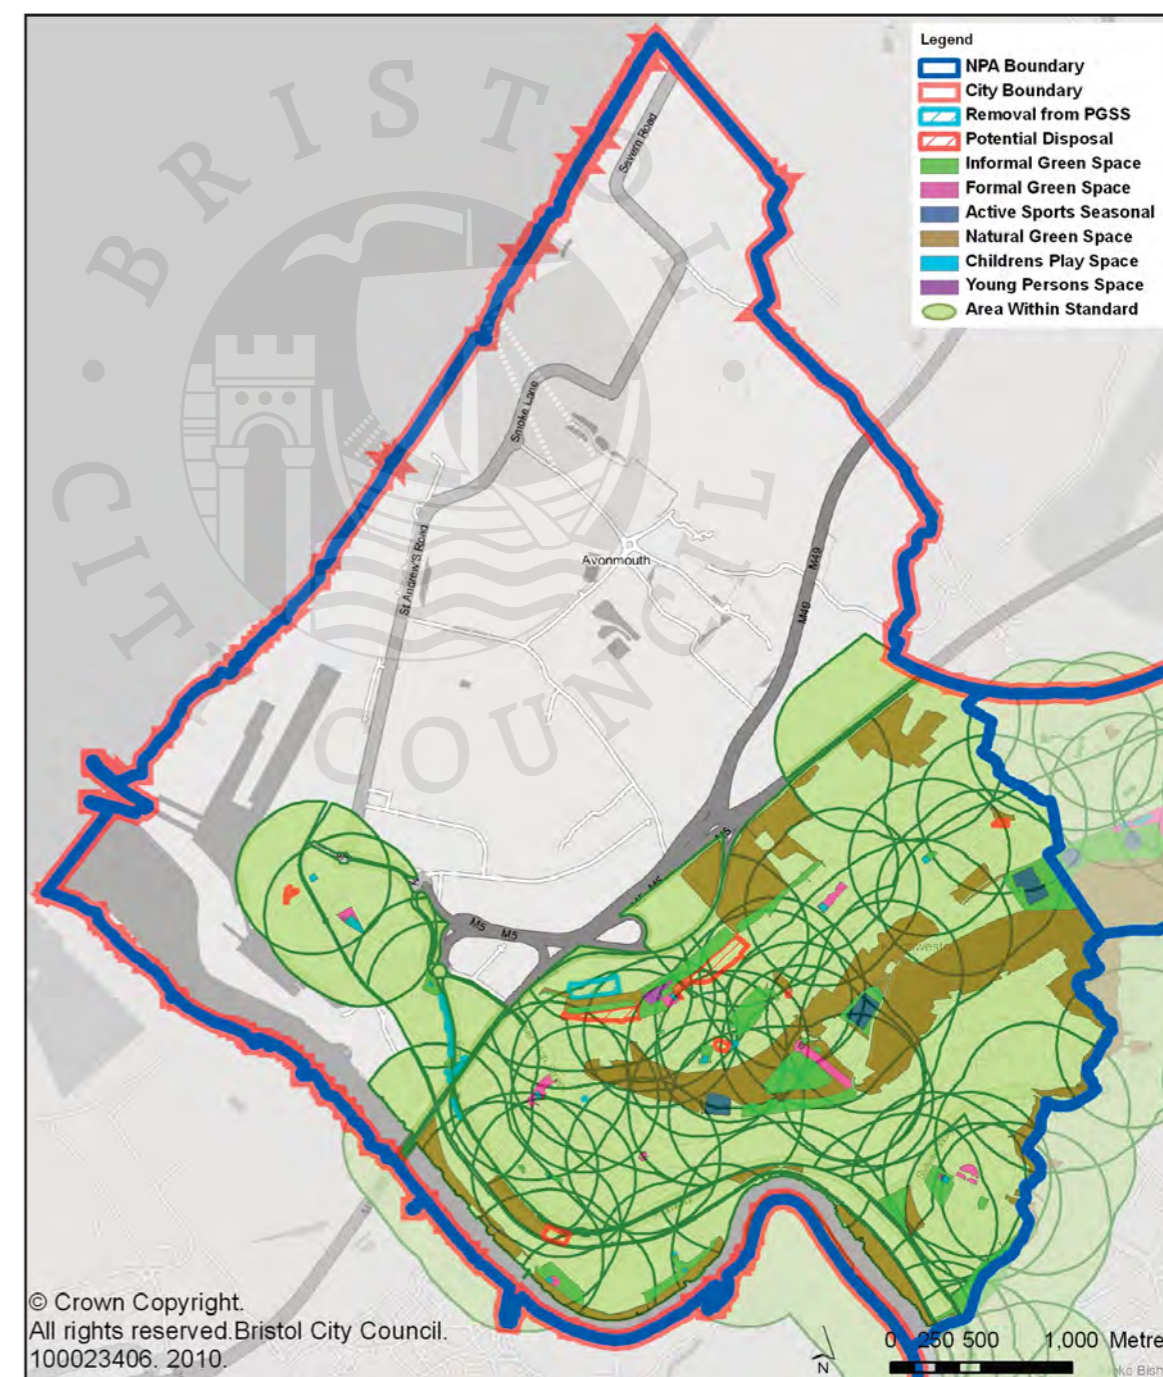 Legend
NPA Boundary
City Boundary
Removal from PGSS
Potential Disposal
Informal Green Space
Formal Green Space
Active Sports Seasonal
Natural Green Space
Childrens Play Space
Young Persons Space
Area Within Standard
BRISTOL
CITY COUNCIL
Severn Road
Smoke Lane
St Andrew'S Road
Avonmouth
M49
M49
M5
M5
M5
M5
© Crown Copyright.
All rights reserved.Bristol City Council.
100023406. 2010.
N
0 250 500 1,000 Metre